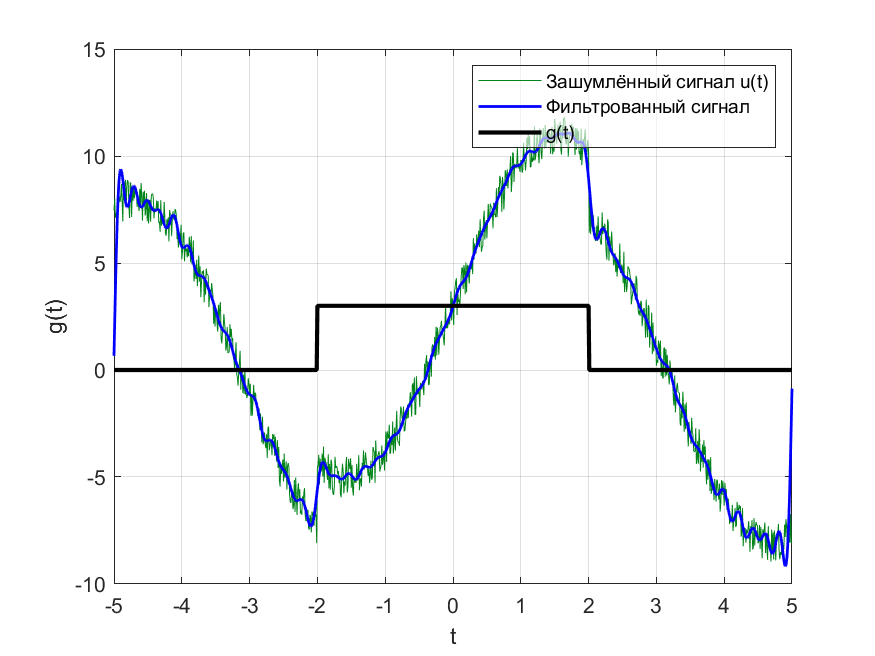 15
10
5
0
-5
-10
g(t)
-5 -4 -3 -2 -1 0 1 2 3 4 5
t
Зашумлённый сигнал u(t)
Фильтрованный сигнал
g(t)